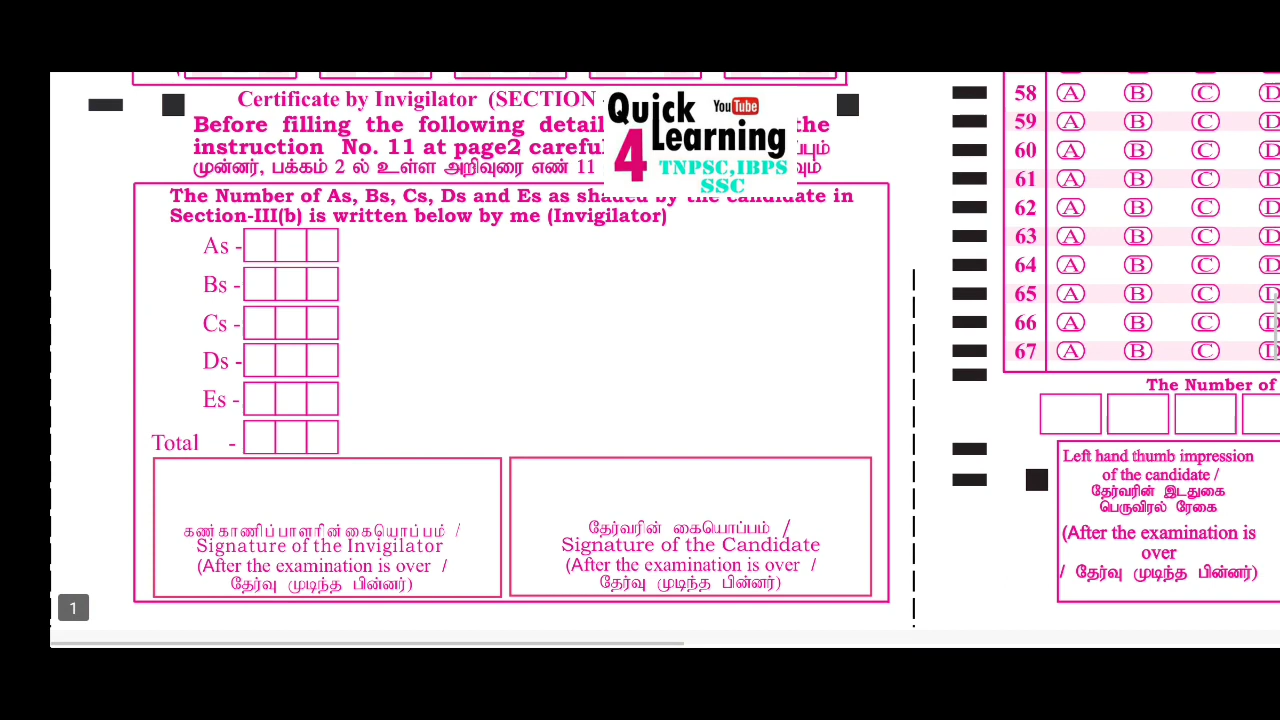 Certificate by Invigilator (SECTION
Before filling the following detail the
instruction No. 11 at page2 careful
முன்னர், பக்கம் 2 ல் உள்ள அறிவுரை எண் 11
Quick
You Tube
4 Learning
TNPSC,IBPS
SSC
The Number of As, Bs, Cs, Ds and Es as shaded by the candidate in
Section-III(b) is written below by me (Invigilator)
As -
Bs -
Cs -
Ds -
Es -
Total -
கண்காணிப்பாளரின் கையொப்பம் /
Signature of the Invigilator
(After the examination is over /
தேர்வு முடிந்த பின்னர்)
தேர்வரின் கையொப்பம் /
Signature of the Candidate
(After the examination is over /
தேர்வு முடிந்த பின்னர்)
58 A B C D
59 A B C D
60 A B C D
61 A B C D
62 A B C D
63 A B C D
64 A B C D
65 A B C D
66 A B C D
67 A B C D
The Number of
Left hand thumb impression
of the candidate /
தேர்வரின் இடதுகை
பெருவிரல் ரேகை
(After the examination is
over
/ தேர்வு முடிந்த பின்னர்)
1